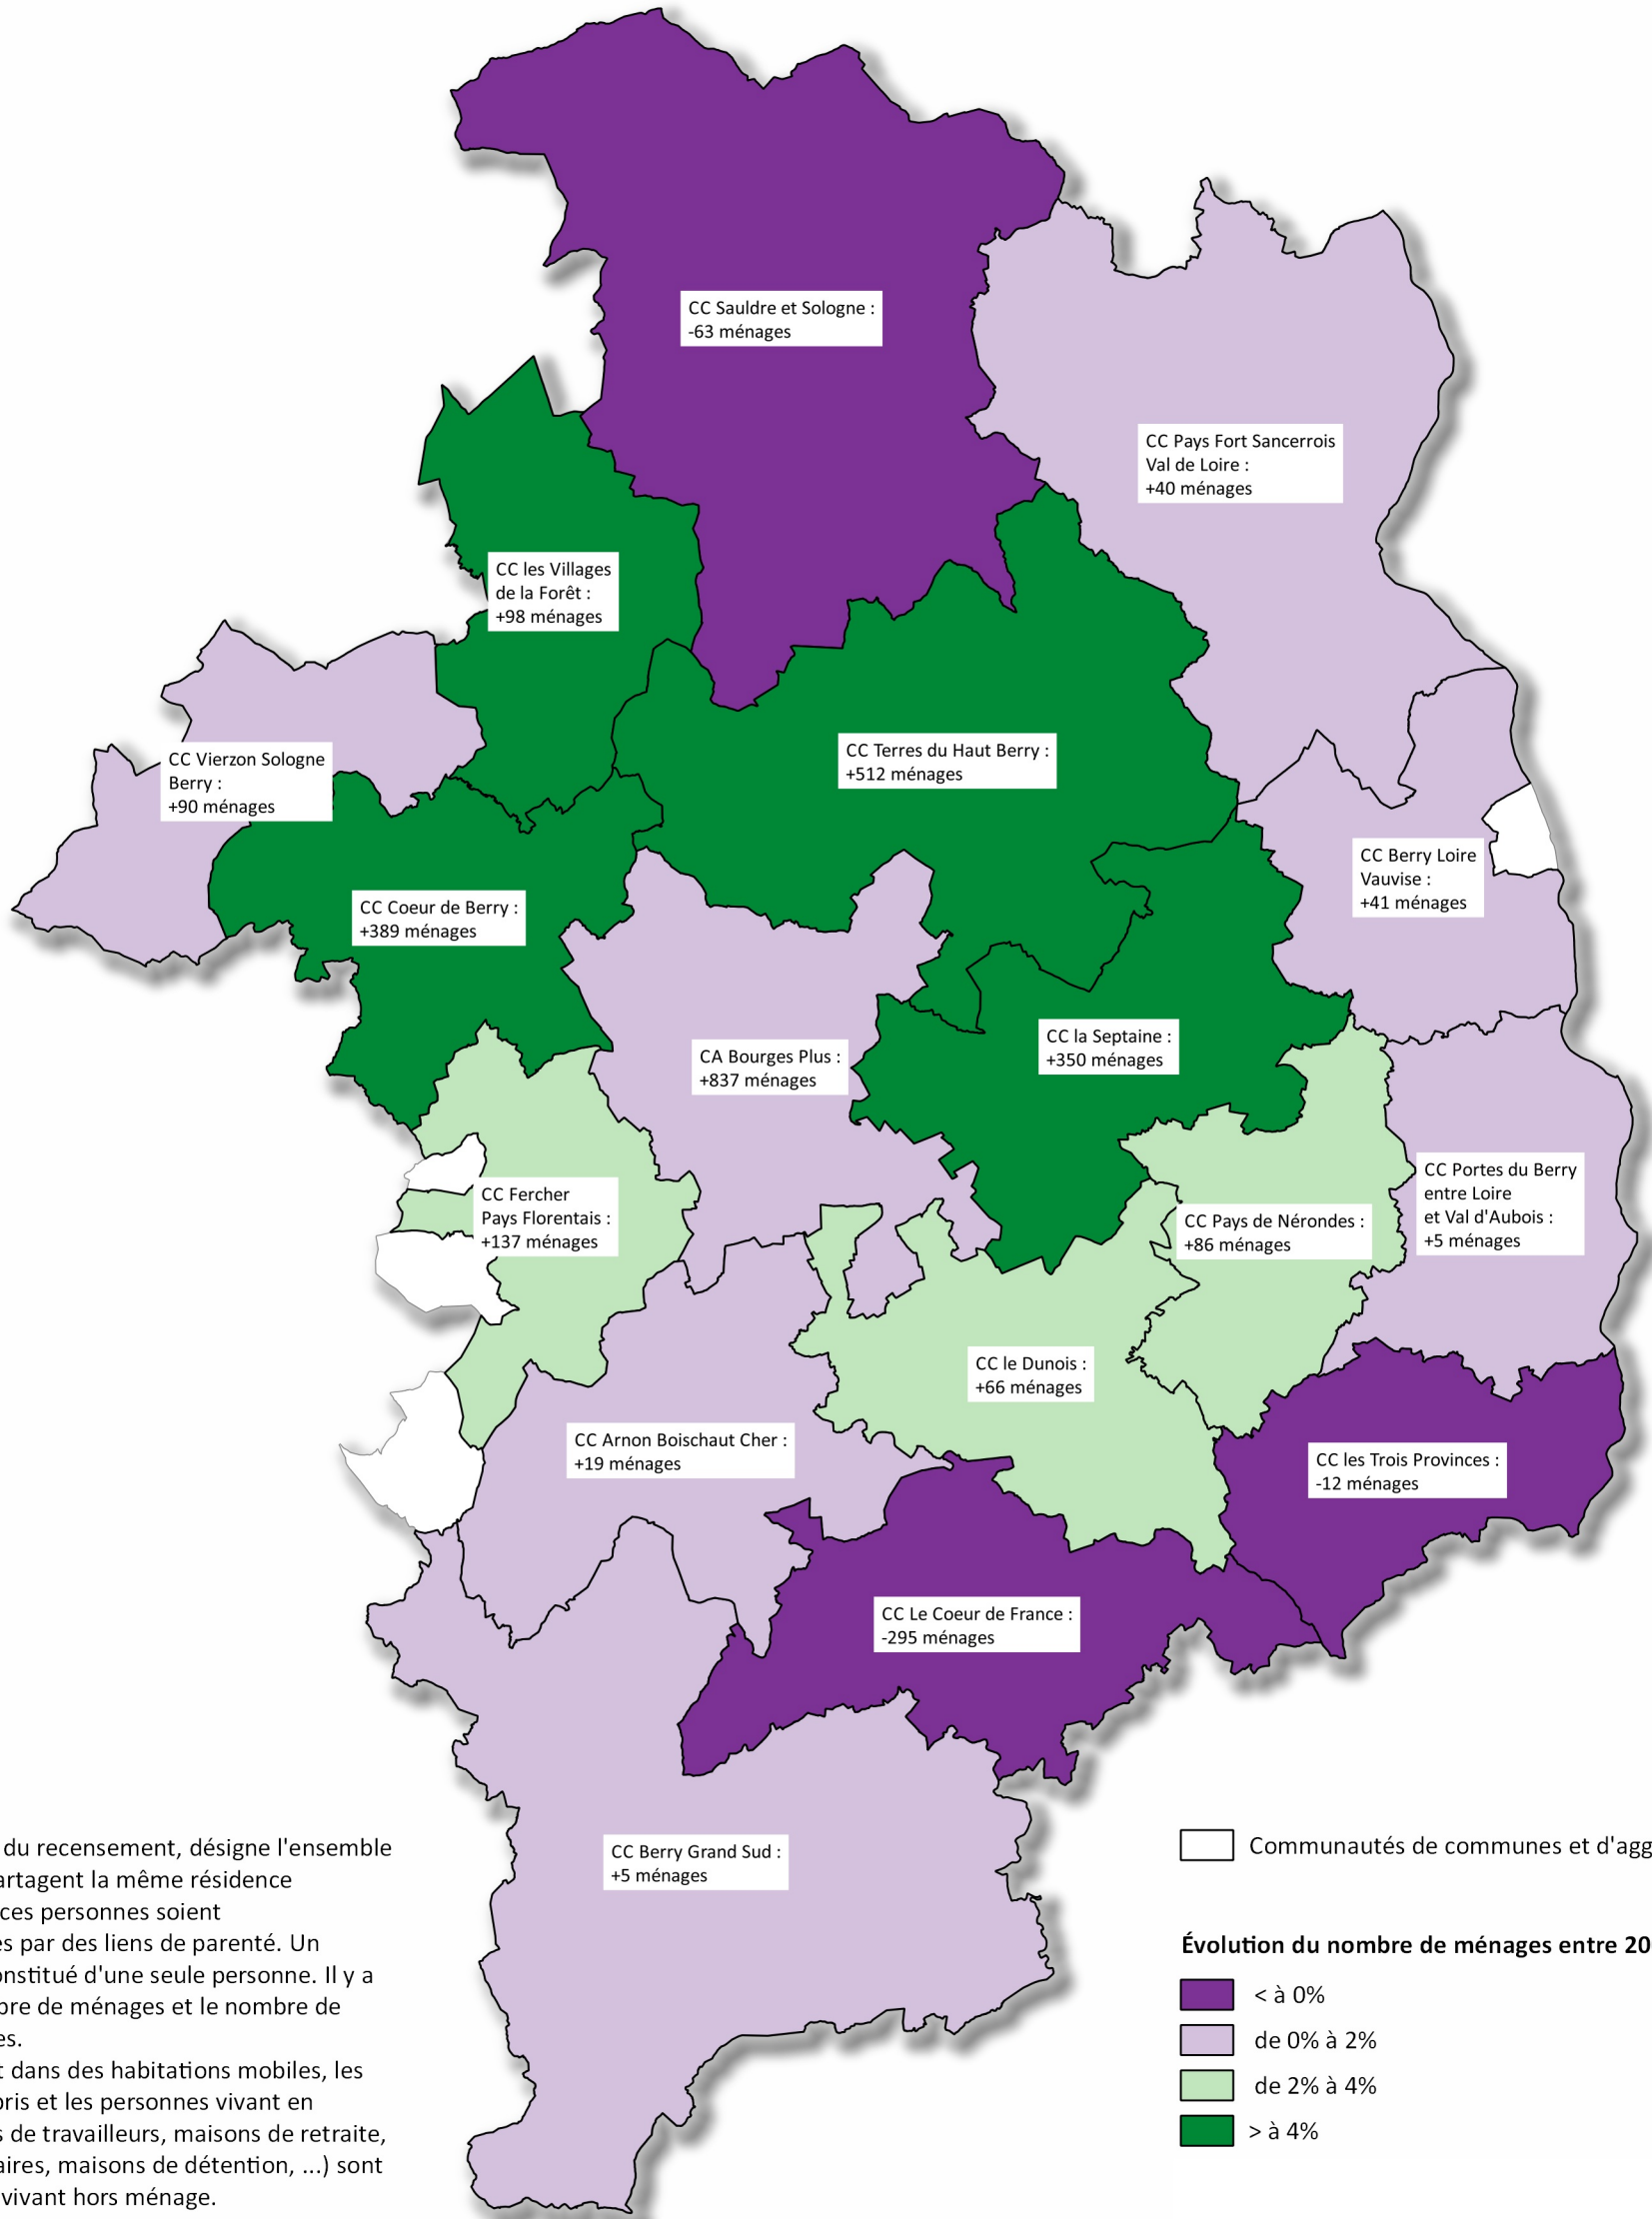 CC Sauldre et Sologne :
-63 ménages
CC Pays Fort Sancerrois
Val de Loire :
+40 ménages
CC les Villages
de la Forêt :
+98 ménages
CC Vierzon Sologne
Berry :
+90 ménages
CC Terres du Haut Berry :
+512 ménages
CC Berry Loire
Vauvise :
+41 ménages
CC Coeur de Berry :
+389 ménages
CC la Septaine :
+350 ménages
CA Bourges Plus :
+837 ménages
CC Portes du Berry
entre Loire
et Val d'Aubois :
+5 ménages
CC Fercher
Pays Florentais :
+137 ménages
CC Pays de Nérondes :
+86 ménages
CC le Dunois :
+66 ménages
CC Arnon Boischaut Cher :
+19 ménages
CC les Trois Provinces :
-12 ménages
CC Le Coeur de France :
-295 ménages
CC Berry Grand Sud :
+5 ménages
du recensement, désigne l'ensemble
artagent la même résidence
ces personnes soient
es par des liens de parenté. Un
onstitué d'une seule personne. Il y a
bre de ménages et le nombre de
es.
t dans des habitations mobiles, les
bris et les personnes vivant en
s de travailleurs, maisons de retraite,
aires, maisons de détention, ...) sont
vivant hors ménage.
Communautés de communes et d'agg
Évolution du nombre de ménages entre 20
< à 0%
de 0% à 2%
de 2% à 4%
> à 4%